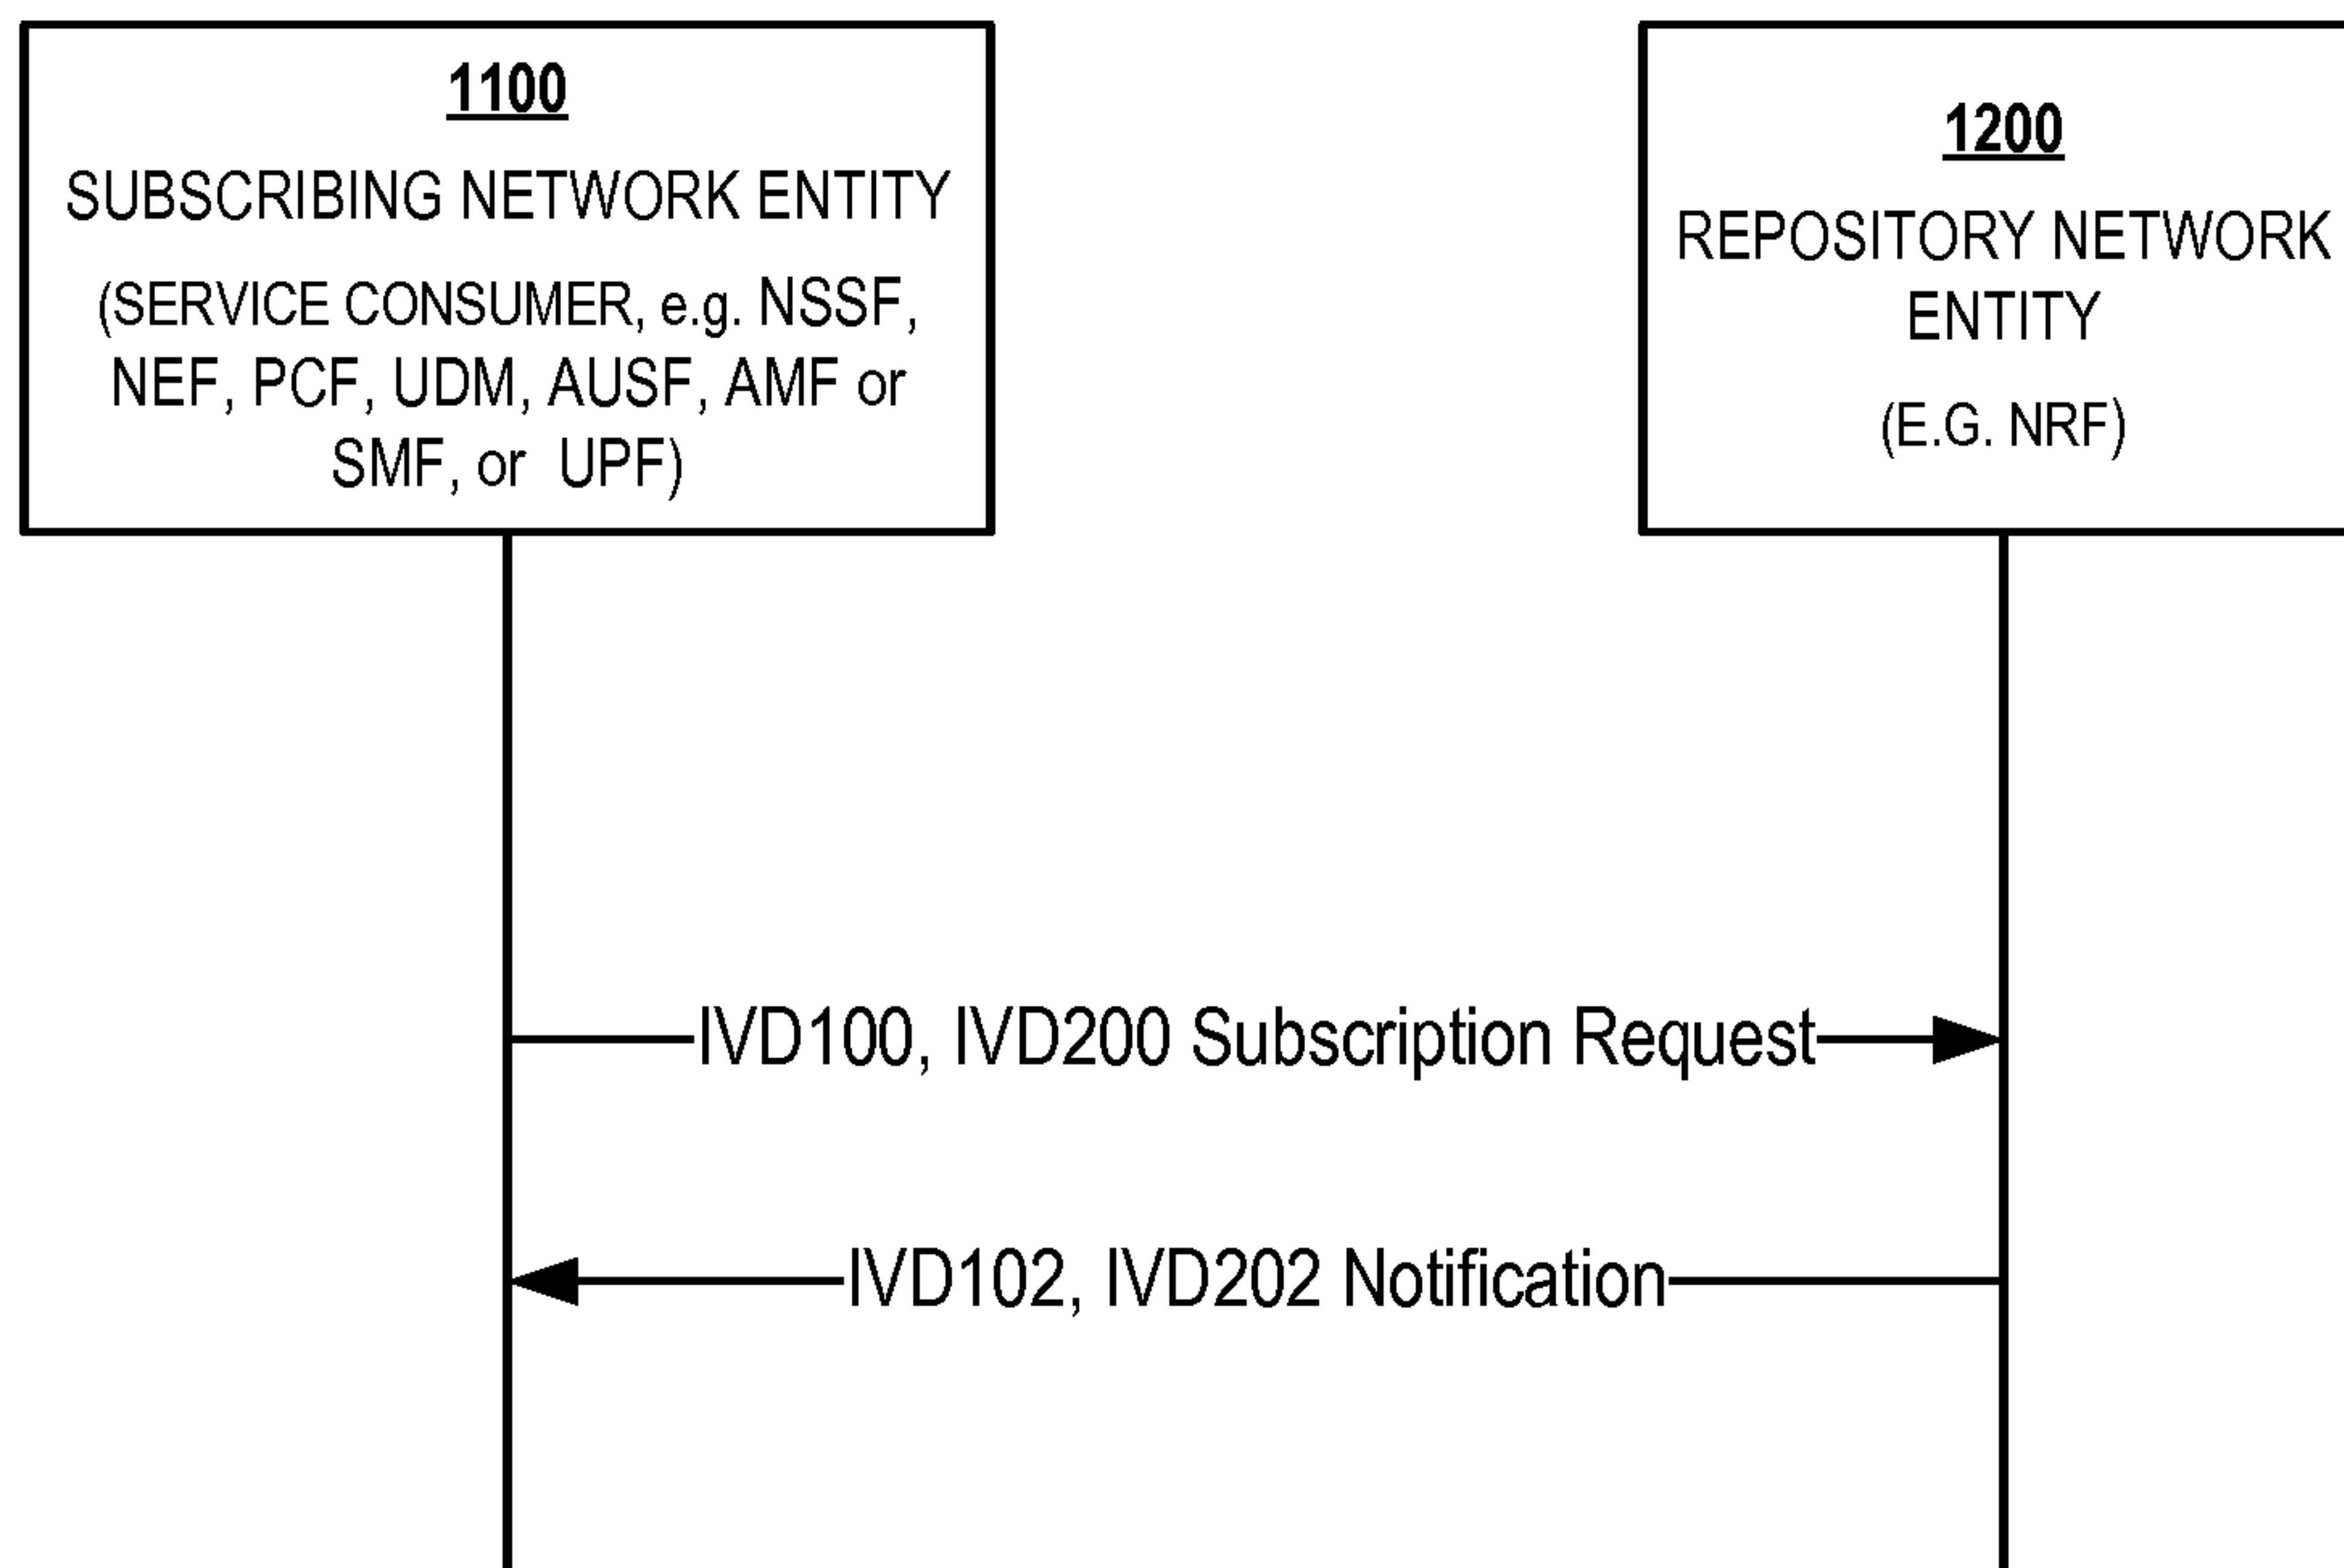 1100
SUBSCRIBING NETWORK ENTITY
(SERVICE CONSUMER, e.g. NSSF,
NEF, PCF, UDM, AUSF, AMF or
SMF, or UPF)
1200
REPOSITORY NETWORK
ENTITY
(E.G. NRF)
IVD100, IVD200 Subscription Request
IVD102, IVD202 Notification